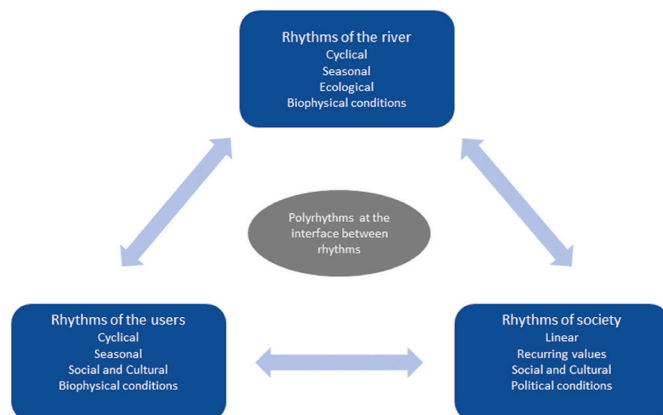 Rhythms of the river
Cyclical
Seasonal
Ecological
Biophysical conditions
Polyrhythms at the
interface between
rhythms
Rhythms of the users
Cyclical
Seasonal
Social and Cultural
Biophysical conditions
Rhythms of society
Linear
Recurring values
Social and Cultural
Political conditions